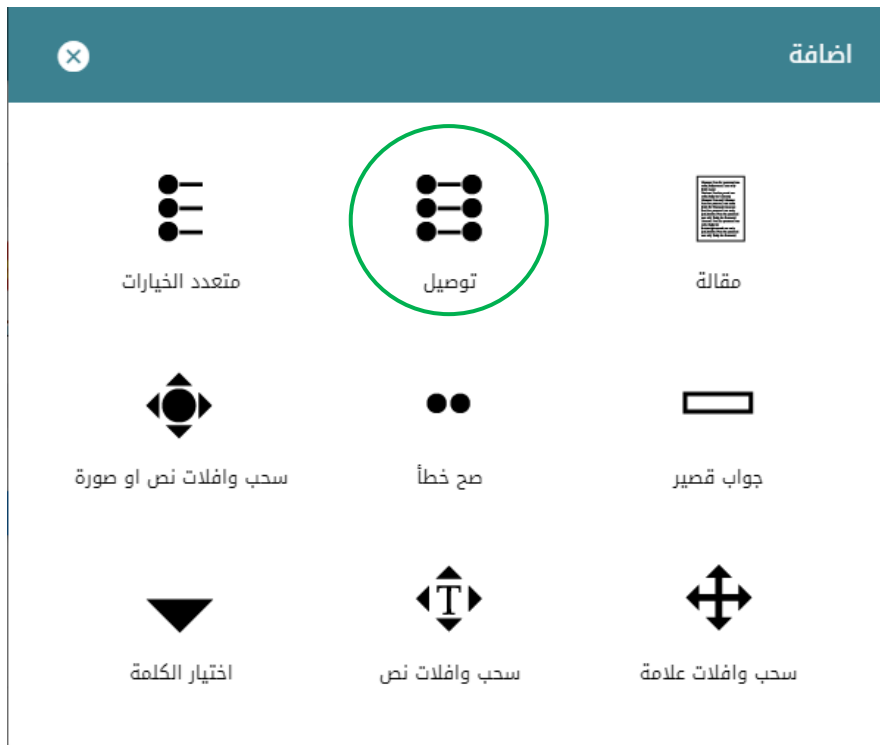 اضافة
مقالة
توصيل
متعدد الخيارات
جواب قصير
صح خطأ
سحب وافلات نص او صورة
سحب وافلات علامة
T
سحب وافلات نص
اختيار الكلمة